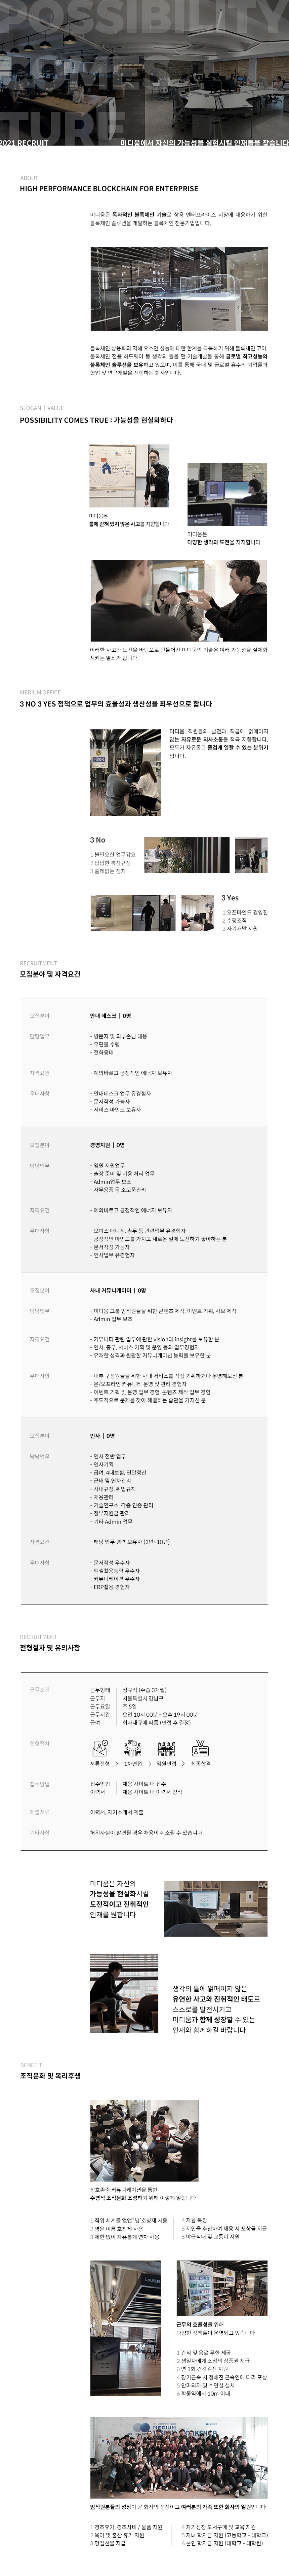 POSSIBILITY
COMES
TURE
2021 RECRUIT
미디움에서 자신의 가능성을 실현시킬 인재들을 찾습니다
ABOUT
HIGH PERFORMANCE BLOCKCHAIN FOR ENTERPRISE
미디움은 독자적인 블록체인 기술로 상용 엔터프라이즈 시장에 대응하기 위한
블록체인 솔루션을 개발하는 블록체인 전문기업입니다.
블록체인 상용화의 저해 요소인 성능에 대한 한계를 극복하기 위해 블록체인 코어,
블록체인 전용 하드웨어 등 생각의 틀을 깬 기술개발을 통해 글로벌 최고성능의
블록체인 솔루션을 보유하고 있으며, 이를 통해 국내 및 글로벌 유수의 기업들과
협업 및 연구개발을 진행하는 회사입니다.
SLOGAN | VALUE
POSSIBILITY COMES TRUE : 가능성을 현실화하다
미디움은
틀에 갇혀 있지 않은 사고를 지향합니다
미디움은
다양한 생각과 도전을 지지합니다
이러한 사고와 도전을 바탕으로 만들어진 미디움의 기술은 여러 가능성을 실체화
시키는 열쇠가 됩니다.
MEDIUM OFFICE
3 NO 3 YES 정책으로 업무의 효율성과 생산성을 최우선으로 합니다
미디움 직원들의 발전과 직급에 얽매이지
않는 자유로운 의사소통을 적극 지향합니다.
모두가 자유롭고 즐겁게 일할 수 있는 분위기
입니다.
3 No
1 불필요한 업무강요
2 답답한 복장규정
3 쓸데없는 정치
3 Yes
1 오픈마인드 경영진
2 수평조직
3 자기개발 지원
RECRUITMENT
모집분야 및 자격요건
모집분야 안내 데스크 | 0명
담당업무 - 방문자 및 외부손님 대응
- 우편물 수령
- 전화응대
자격요건 - 예의바르고 긍정적인 에너지 보유자
우대사항 - 안내데스크 업무 유경험자
- 문서작성 가능자
- 서비스 마인드 보유자
모집분야 경영지원 | 0명
담당업무 - 임원 지원업무
- 출장 준비 및 비용 처리 업무
- Admin업무 보조
- 사무용품 등 소모품관리
자격요건 - 예의바르고 긍정적인 에너지 보유자
우대사항 - 오피스 매니징, 총무 등 관련업무 유경험자
- 긍정적인 마인드를 가지고 새로운 일에 도전하기 좋아하는 분
- 문서작성 가능자
- 인사업무 유경험자
모집분야 사내 커뮤니케이터 | 0명
담당업무 - 미디움 그룹 임직원들을 위한 콘텐츠 제작, 이벤트 기획, 사보 제작
- Admin 업무 보조
자격요건 - 커뮤니티 관련 업무에 관한 vision과 insight를 보유한 분
- 인사, 총무, 서비스 기획 및 운영 등의 업무경험자
- 유쾌한 성격과 원활한 커뮤니케이션 능력을 보유한 분
우대사항 - 내부 구성원들을 위한 사내 서비스를 직접 기획하거나 운영해보신 분
- 온/오프라인 커뮤니티 운영 및 관리 경험자
- 이벤트 기획 및 운영 업무 경험, 콘텐츠 제작 업무 경험
- 주도적으로 문제를 찾아 해결하는 습관을 가지신 분
모집분야 인사 | 0명
담당업무 - 인사 전반 업무
- 인사기획
- 급여, 4대보험, 연말정산
- 근태 및 연차관리
- 사내규정, 취업규칙
- 채용관리
- 기술연구소, 각종 인증 관리
- 정부지원금 관리
- 기타 Admin 업무
자격요건 - 해당 업무 경력 보유자 (2년~10년)
우대사항 - 문서작성 우수자
- 엑셀활용능력 우수자
- 커뮤니케이션 우수자
- ERP활용 경험자
RECRUITMENT
전형절차 및 유의사항
근무조건 근무형태 정규직 (수습 3개월)
근무지 서울특별시 강남구
근무요일 주 5일
근무시간 오전 10시 00분 - 오후 19시 00분
급여 회사내규에 따름 (면접 후 결정)
전형절차 서류전형 > 1차면접 > 임원면접 > 최종합격
접수방법 접수방법 채용 사이트 내 접수
이력서 채용 사이트 내 이력서 양식
제출서류 이력서, 자기소개서 제출
기타사항 허위사실이 발견될 경우 채용이 취소될 수 있습니다.
미디움은 자신의
가능성을 현실화시킬
도전적이고 진취적인
인재를 원합니다
생각의 틀에 얽매이지 않은
유연한 사고와 진취적인 태도로
스스로를 발전시키고
미디움과 함께 성장할 수 있는
인재와 함께하길 바랍니다
BENEFIT
조직문화 및 복리후생
상호존중 커뮤니케이션을 통한
수평적 조직문화 조성하기 위해 이렇게 일합니다
1 직위 체계를 없앤 '님'호칭제 사용
2 영문 이름 호칭제 사용
3 제한 없이 자유롭게 연차 사용
4 자율 복장
5 지인을 추천하여 채용 시 포상금 지급
6 야근식대 및 교통비 지원
Lounge
근무의 효율성을 위해
다양한 정책들이 운영되고 있습니다
1 간식 및 음료 무한 제공
2 생일자에게 소정의 상품권 지급
3 연 1회 건강검진 지원
4 장기근속 시 정해진 근속연에 따라 포상
5 안마의자 및 수면실 설치
6 학동역에서 10m 이내
MEDIUM
임직원분들의 성장이 곧 회사의 성장이고 여러분의 가족 또한 회사의 일원입니다
1 경조휴가, 경조사비 / 물품 지원
2 육아 및 출산 휴가 지원
3 명절선물 지급
4 자기성장 도서구매 및 교육 지원
5 자녀 학자금 지원 (고등학교 ~ 대학교)
6 본인 학자금 지원 (대학교 ~ 대학원)